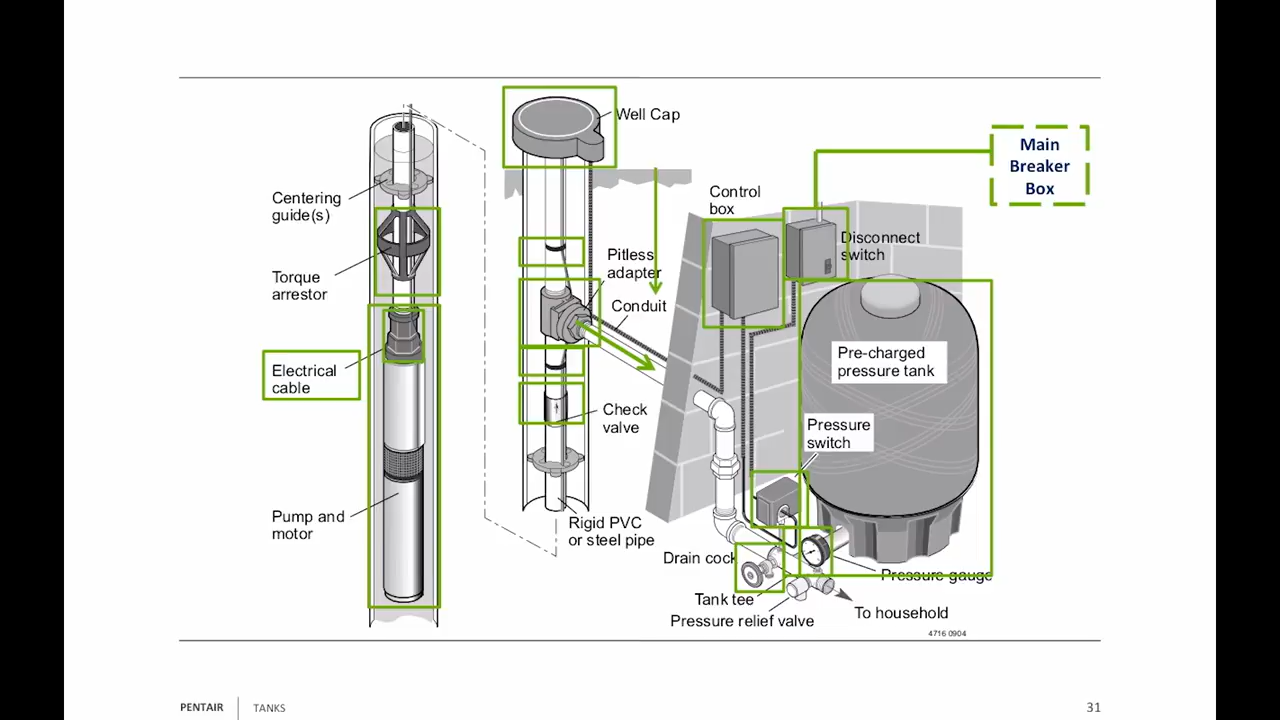 Well Cap
Main
Breaker
Box
Centering
guide(s)
Control
box
Disconnect
switch
Torque
arrestor
Pitless
adapter
Conduit
Electrical
cable
Pre-charged
pressure tank
Check
valve
Pressure
switch
Pump and
motor
Rigid PVC
or steel pipe
Drain cock
Pressure gauge
Tank tee
Pressure relief valve
To household
4716 0904
PENTAIR
TANKS
31